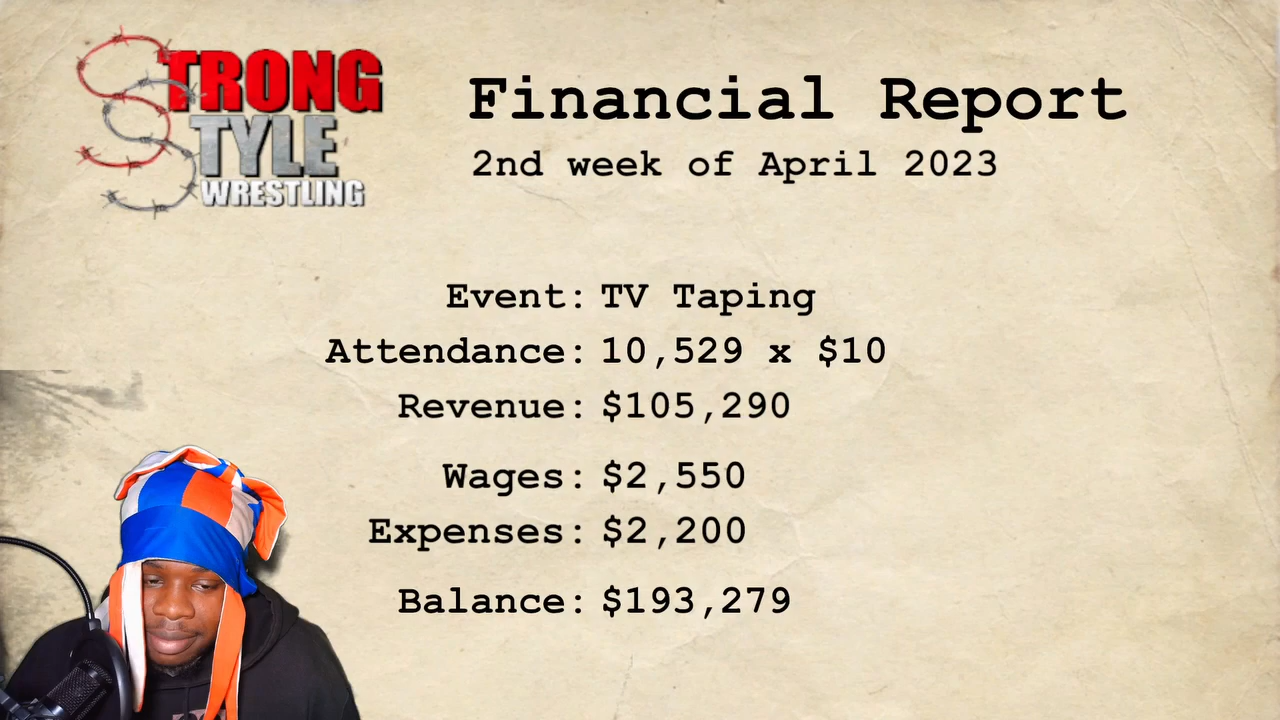 STRONG
STYLE
WRESTLING
Financial Report
2nd week of April 2023
Event: TV Taping
Attendance: 10,529 x $10
Revenue: $105,290
Wages: $2,550
Expenses: $2,200
Balance: $193,279